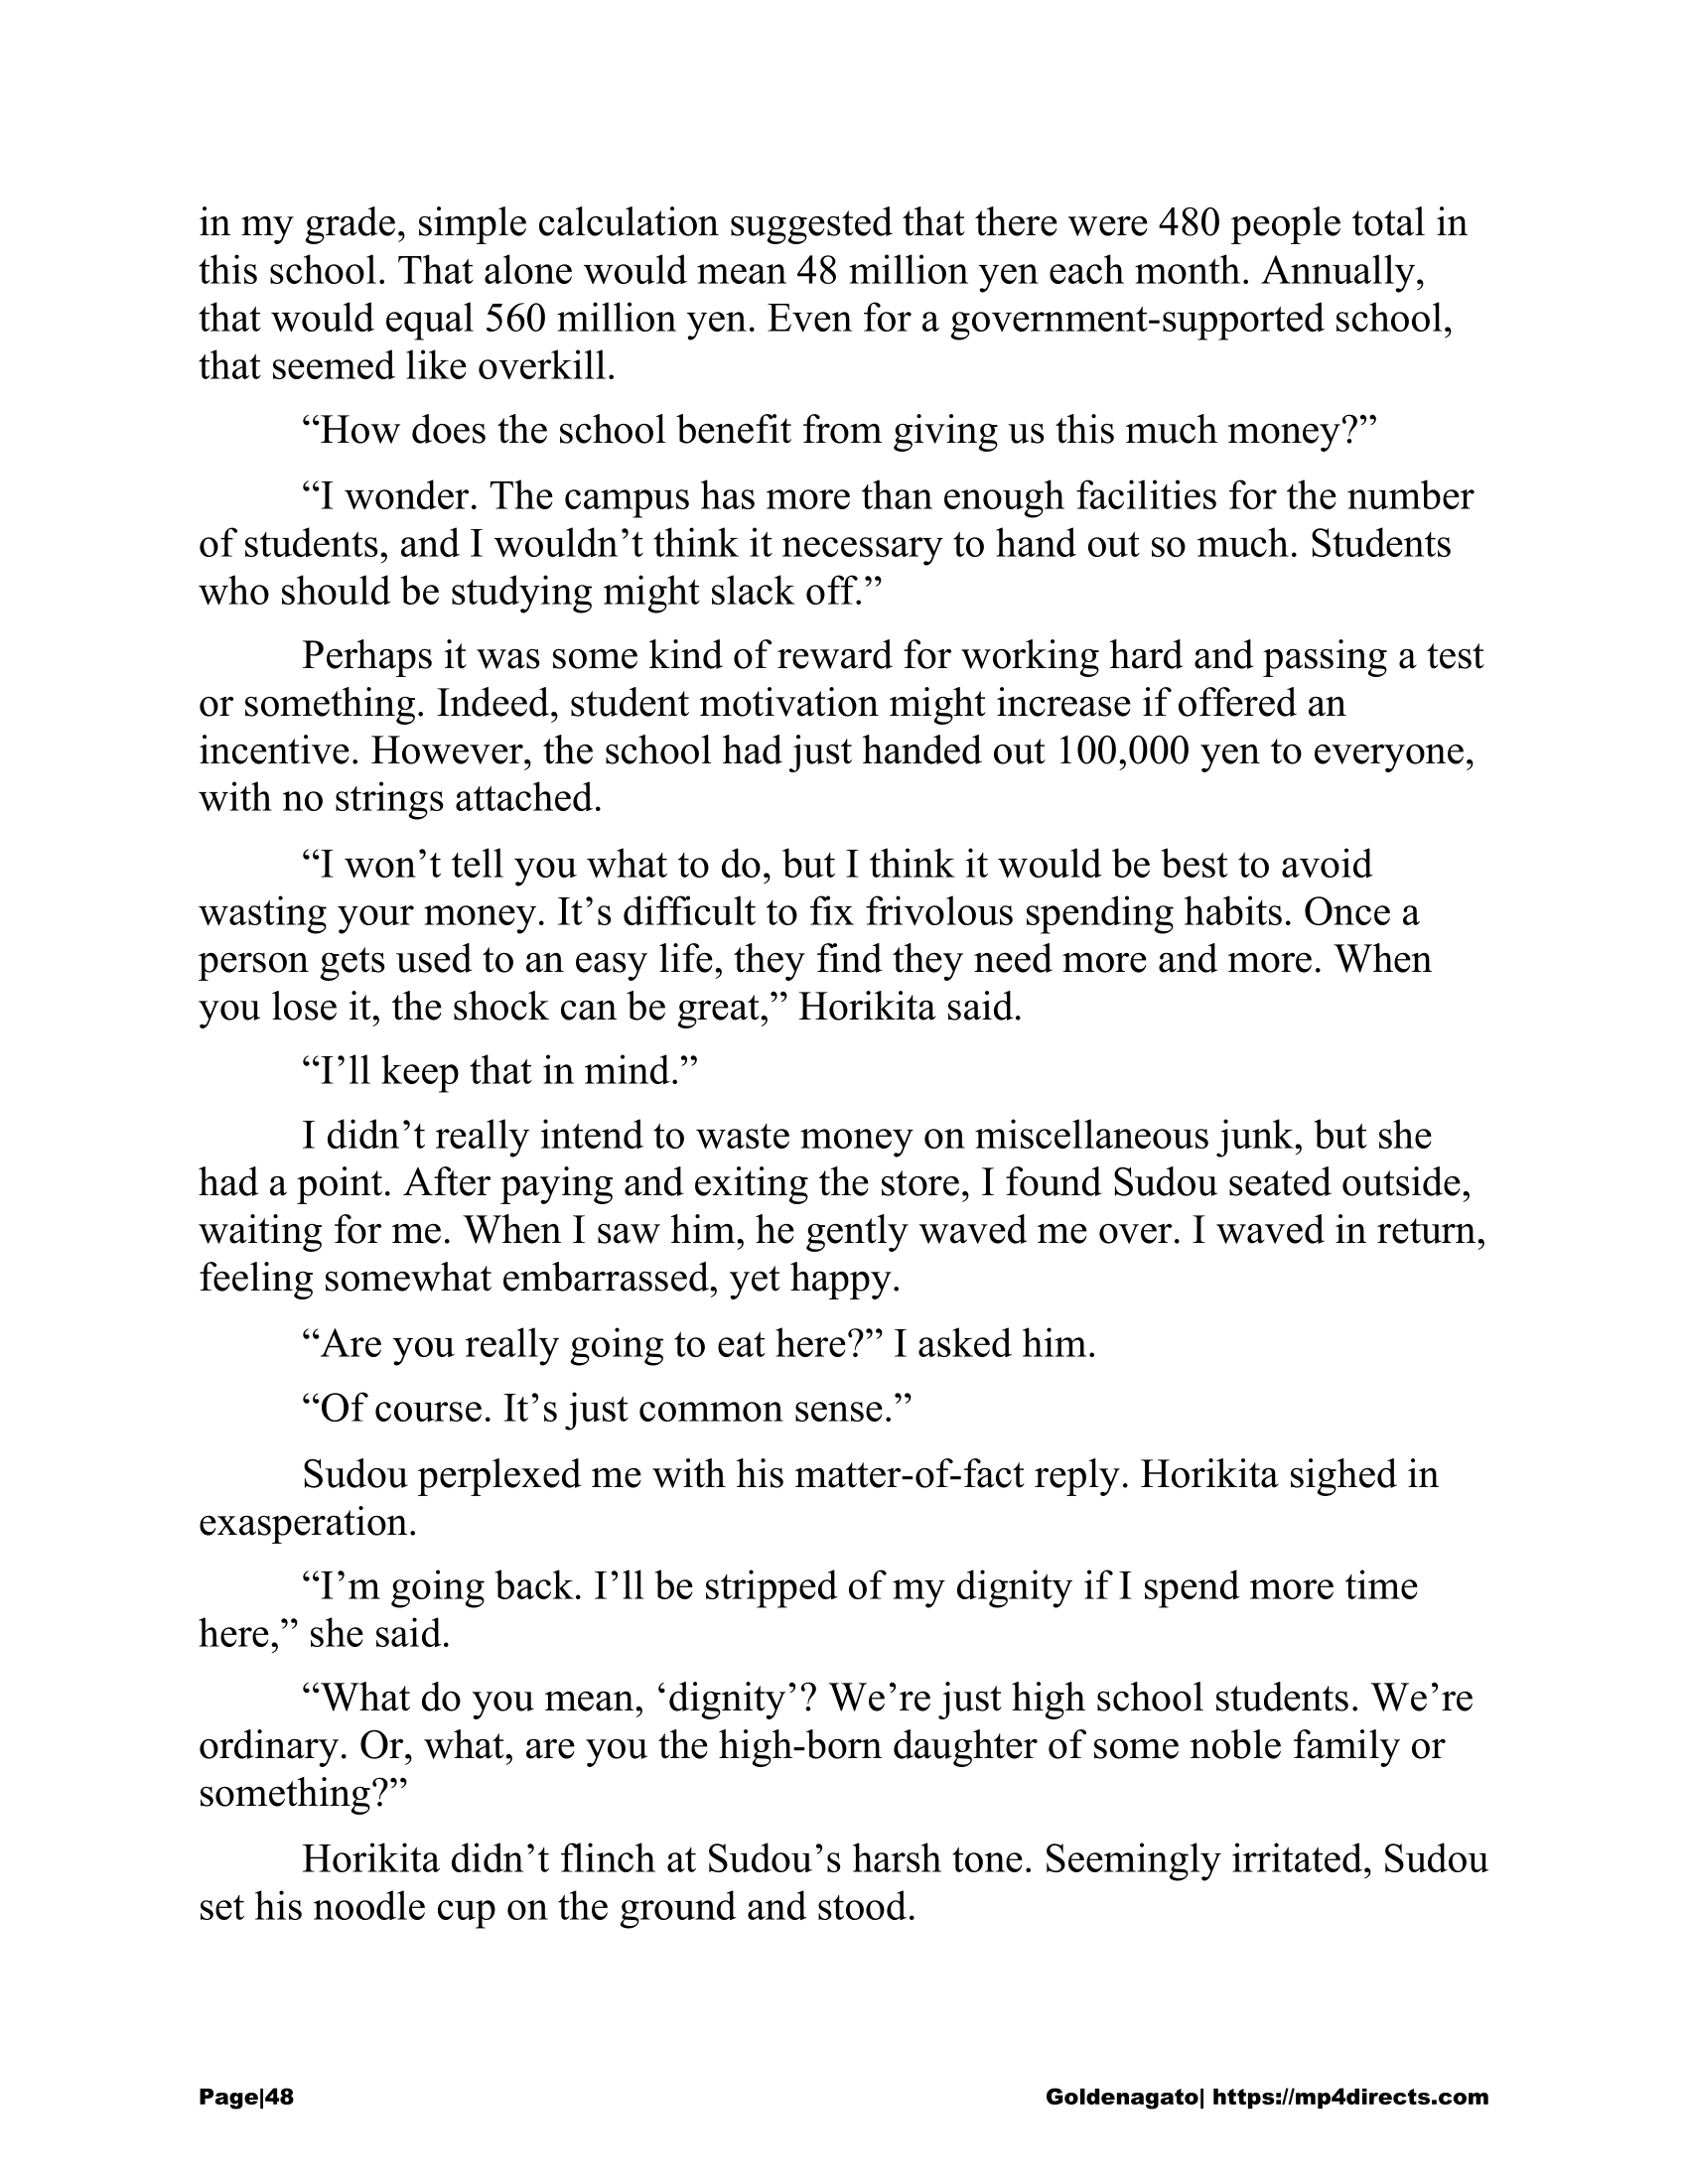 in my grade, simple calculation suggested that there were 480 people total in
this school. That alone would mean 48 million yen each month. Annually,
that would equal 560 million yen. Even for a government-supported school,
that seemed like overkill.
“How does the school benefit from giving us this much money?”
“I wonder. The campus has more than enough facilities for the number
of students, and I wouldn’t think it necessary to hand out so much. Students
who should be studying might slack off.”
Perhaps it was some kind of reward for working hard and passing a test
or something. Indeed, student motivation might increase if offered an
incentive. However, the school had just handed out 100,000 yen to everyone,
with no strings attached.
“I won’t tell you what to do, but I think it would be best to avoid
wasting your money. It’s difficult to fix frivolous spending habits. Once a
person gets used to an easy life, they find they need more and more. When
you lose it, the shock can be great,” Horikita said.
“I’ll keep that in mind.”
I didn’t really intend to waste money on miscellaneous junk, but she
had a point. After paying and exiting the store, I found Sudou seated outside,
waiting for me. When I saw him, he gently waved me over. I waved in return,
feeling somewhat embarrassed, yet happy.
“Are you really going to eat here?” I asked him.
“Of course. It’s just common sense.”
Sudou perplexed me with his matter-of-fact reply. Horikita sighed in
exasperation.
“I’m going back. I’ll be stripped of my dignity if I spend more time
here,” she said.
“What do you mean, ‘dignity’? We’re just high school students. We’re
ordinary. Or, what, are you the high-born daughter of some noble family or
something?”
Horikita didn’t flinch at Sudou’s harsh tone. Seemingly irritated, Sudou
set his noodle cup on the ground and stood.
Page|48 Goldenagato| https://mp4directs.com